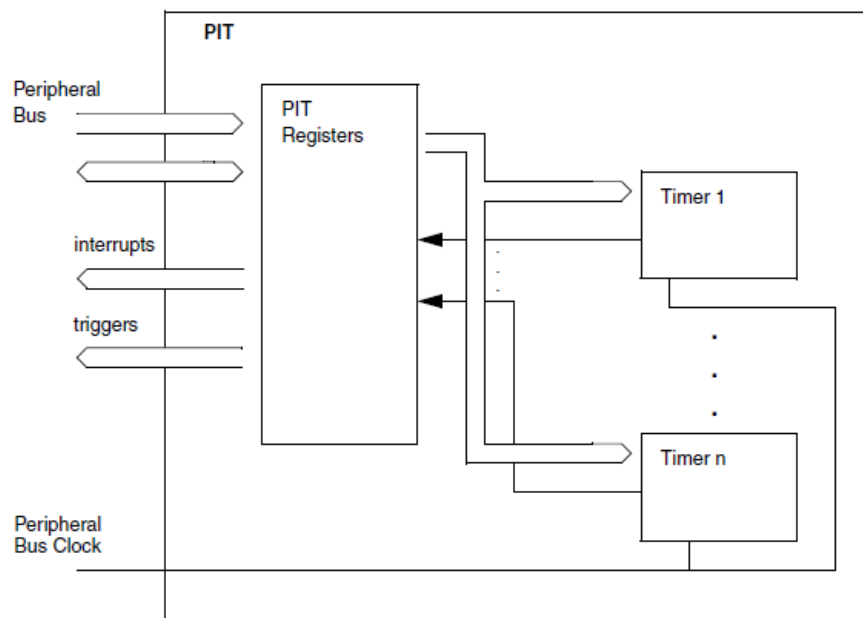 PIT
Peripheral
Bus
PIT
Registers
Timer 1
interrupts
triggers
Timer n
Peripheral
Bus Clock